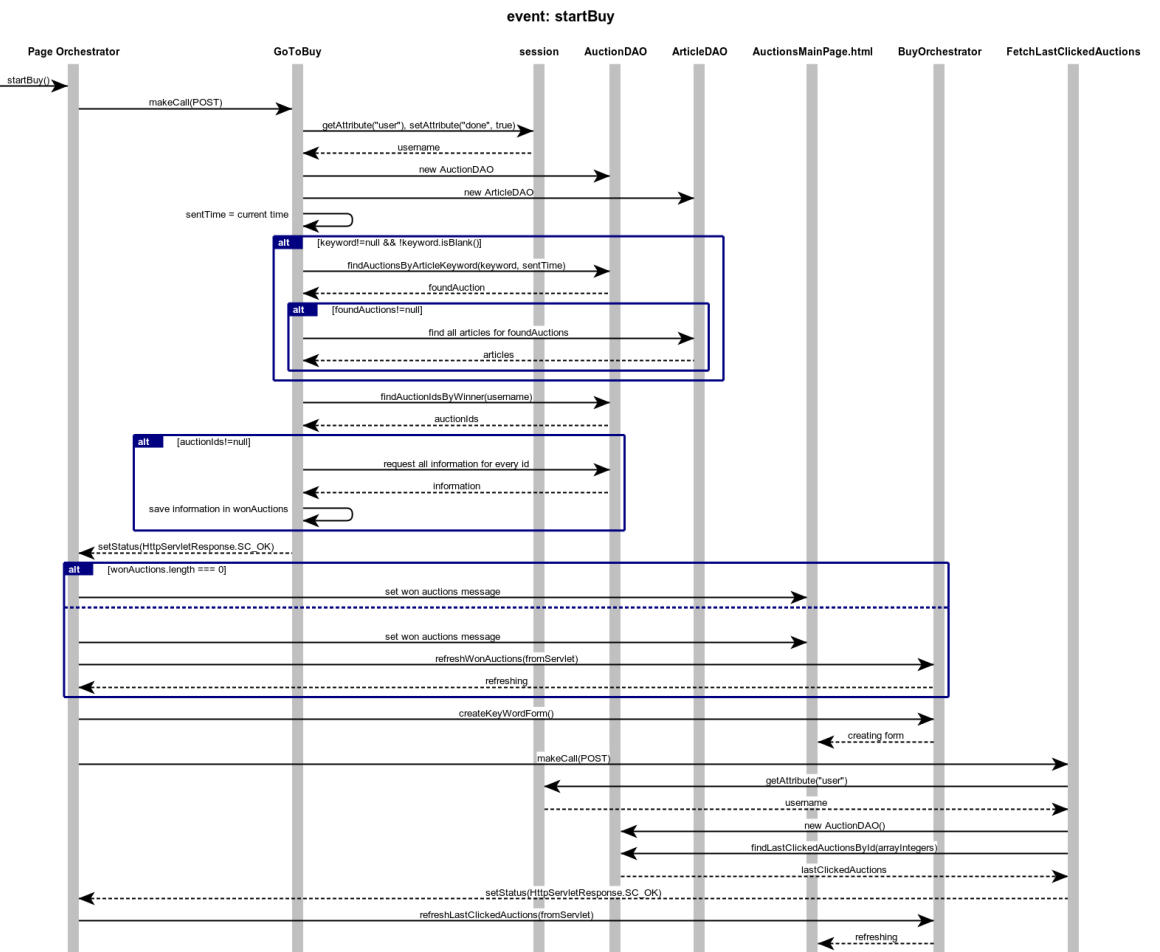 event: startBuy
Page Orchestrator GoToBuy session AuctionDAO ArticleDAO AuctionsMainPage.html BuyOrchestrator FetchLastClickedAuctions
startBuy()
makeCall(POST)
getAttribute("user"), setAttribute("done", true)
username
new AuctionDAO
new ArticleDAO
sentTime = current time
alt [keyword!=null && !keyword.isBlank()]
findAuctionsByArticleKeyword(keyword, sentTime)
foundAuction
alt [foundAuctions!=null]
find all articles for foundAuctions
articles
findAuctionIdsByWinner(username)
auctionIds
alt [auctionIds!=null]
request all information for every id
information
save information in wonAuctions
setStatus(HttpServletResponse.SC_OK)
alt [wonAuctions.length === 0]
set won auctions message
set won auctions message
refreshWonAuctions(fromServlet)
refreshing
createKeyWordForm()
creating form
makeCall(POST)
getAttribute("user")
username
new AuctionDAO()
findLastClickedAuctionsById(arrayIntegers)
lastClickedAuctions
setStatus(HttpServletResponse.SC_OK)
refreshLastClickedAuctions(fromServlet)
refreshing